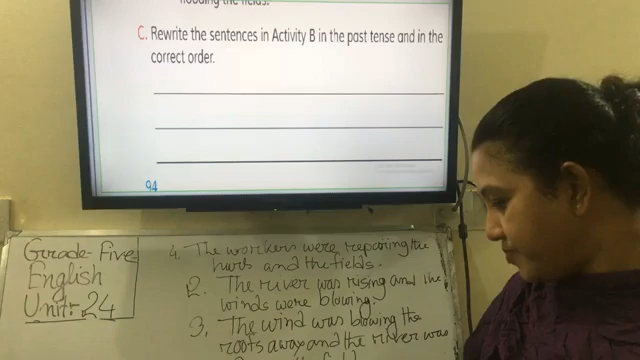 flooding the fields.
C. Rewrite the sentences in Activity B in the past tense and in the
correct order.
94
Grade-Five
English
Unit:-24
The workers were repairing the
huts and the fields.
2. The river was rising and the
winds were blowing.
3. The wind was blowing the
roots away and the river was